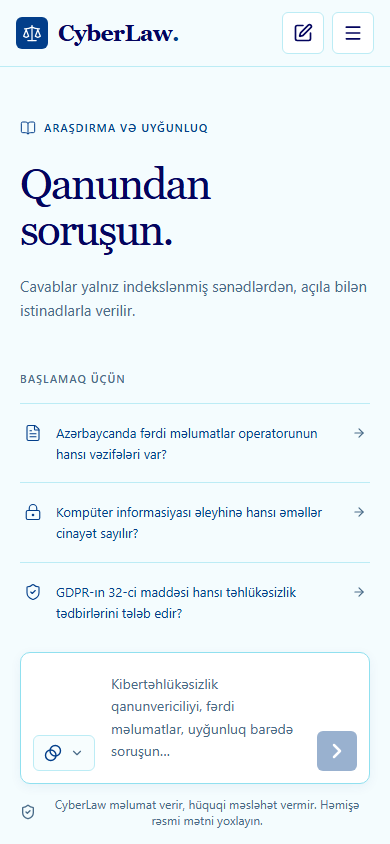 CyberLaw.
ARAŞDIRMA VƏ UYĞUNLUQ
Qanundan
soruşun.
Cavablar yalnız indekslənmiş sənədlərdən, açıla bilən
istinadlarla verilir.
BAŞLAMAQ ÜÇÜN
Azərbaycanda fərdi məlumatlar operatorunun
hansı vəzifələri var?
Kompüter informasiyası əleyhinə hansı əməllər
cinayət sayılır?
GDPR-ın 32-ci maddəsi hansı təhlükəsizlik
tədbirlərini tələb edir?
Kibertəhlükəsizlik
qanunvericiliyi, fərdi
məlumatlar, uyğunluq barədə
soruşun...
CyberLaw məlumat verir, hüquqi məsləhət vermir. Həmişə
rəsmi mətni yoxlayın.